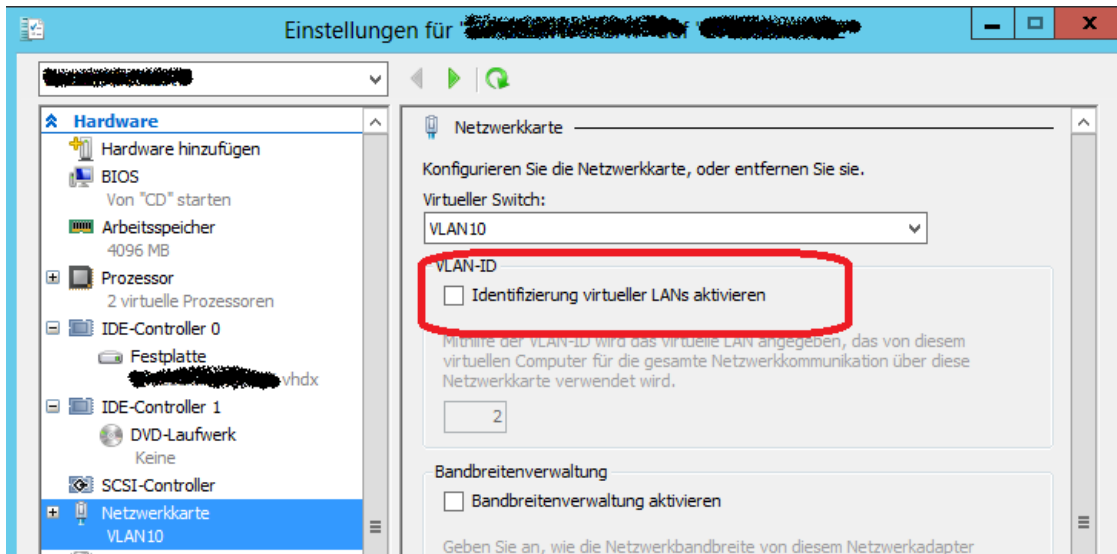 Einstellungen für "
Hardware
Hardware hinzufügen
BIOS
Von "CD" starten
Arbeitsspeicher
4096 MB
Prozessor
2 virtuelle Prozessoren
IDE-Controller 0
Festplatte
vhdx
IDE-Controller 1
DVD-Laufwerk
Keine
SCSI-Controller
Netzwerkkarte
VLAN10
Netzwerkkarte
Konfigurieren Sie die Netzwerkkarte, oder entfernen Sie sie.
Virtueller Switch:
VLAN10
VLAN-ID
Identifizierung virtueller LANs aktivieren
Mithilfe der VLAN-ID wird das virtuelle LAN angegeben, das von diesem
virtuellen Computer für die gesamte Netzwerkkommunikation über diese
Netzwerkkarte verwendet wird.
2
Bandbreitenverwaltung
Bandbreitenverwaltung aktivieren
Geben Sie an, wie die Netzwerkbandbreite von diesem Netzwerkadapter